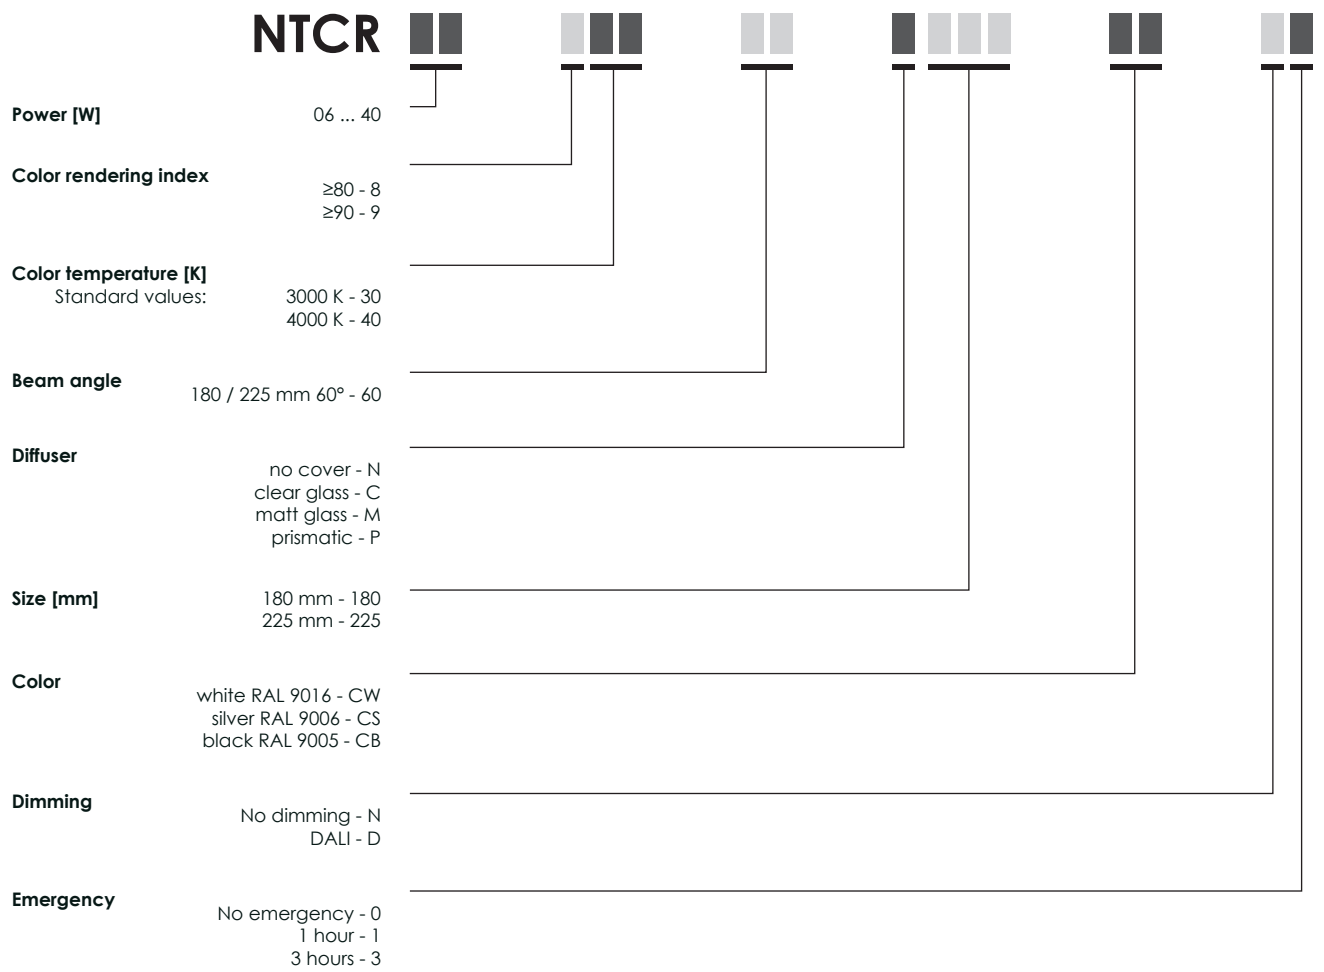 NTCR
Power [W] 06 ... 40
Color rendering index
≥80 - 8
≥90 - 9
Color temperature [K]
Standard values: 3000 K - 30
4000 K - 40
Beam angle
180 / 225 mm 60° - 60
Diffuser
no cover - N
clear glass - C
matt glass - M
prismatic - P
Size [mm] 180 mm - 180
225 mm - 225
Color
white RAL 9016 - CW
silver RAL 9006 - CS
black RAL 9005 - CB
Dimming
No dimming - N
DALI - D
Emergency
No emergency - 0
1 hour - 1
3 hours - 3